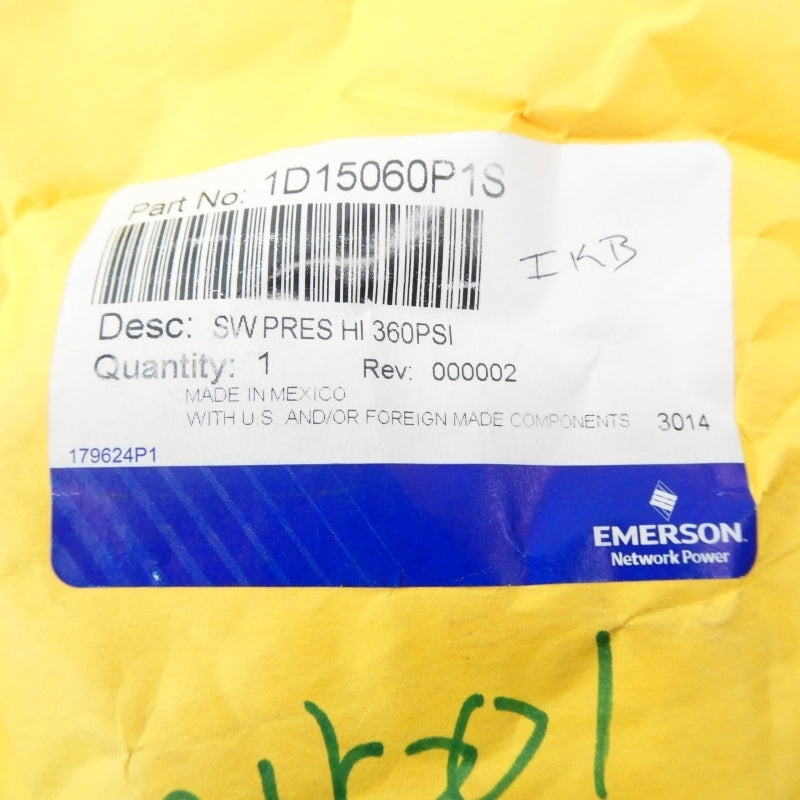 Part No: 1D15060P1S
IKB
Desc: SW PRES HI 360PSI
Quantity: 1 Rev: 000002
MADE IN MEXICO
WITH U.S. AND/OR FOREIGN MADE COMPONENTS 3014
179624P1
EMERSON™
Network Power